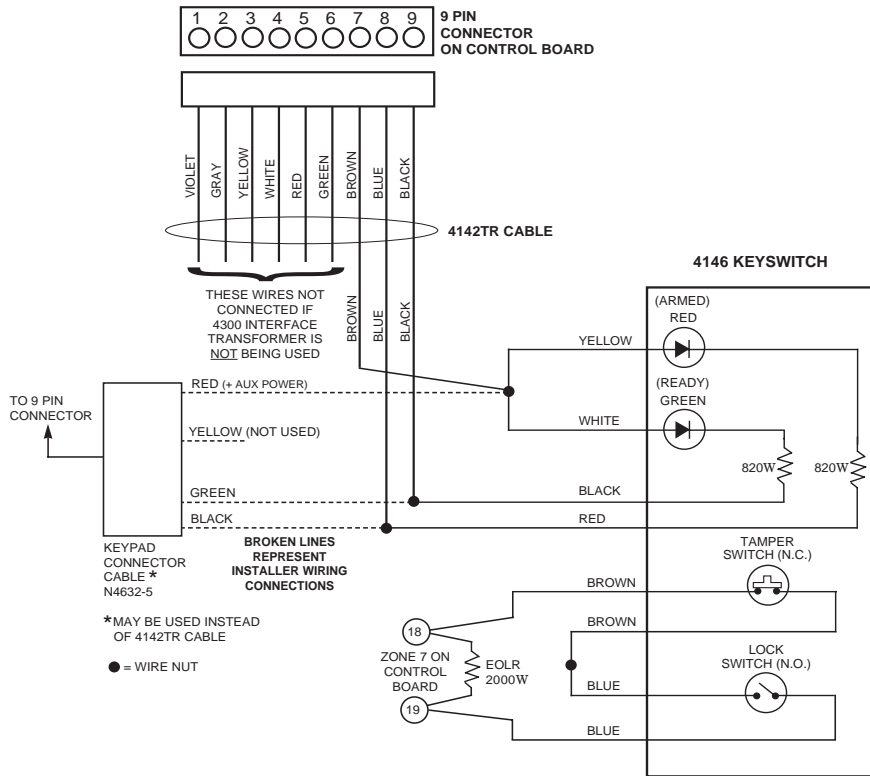 1 2 3 4 5 6 7 8 9
9 PIN
CONNECTOR
ON CONTROL BOARD
VIOLET
GRAY
YELLOW
WHITE
RED
GREEN
BROWN
BLUE
BLACK
4142TR CABLE
THESE WIRES NOT
CONNECTED IF
4300 INTERFACE
TRANSFORMER IS
NOT BEING USED
BROWN
BLUE
BLACK
4146 KEYSWITCH
(ARMED)
RED
YELLOW
(READY)
GREEN
WHITE
820W
820W
BLACK
RED
TO 9 PIN
CONNECTOR
RED (+ AUX POWER)
YELLOW (NOT USED)
GREEN
BLACK
KEYPAD
CONNECTOR
CABLE *
N4632-5
BROKEN LINES
REPRESENT
INSTALLER WIRING
CONNECTIONS
*MAY BE USED INSTEAD
OF 4142TR CABLE
= WIRE NUT
TAMPER
SWITCH (N.C.)
BROWN
BROWN
18
ZONE 7 ON
CONTROL
BOARD
19
EOLR
2000W
LOCK
SWITCH (N.O.)
BLUE
BLUE